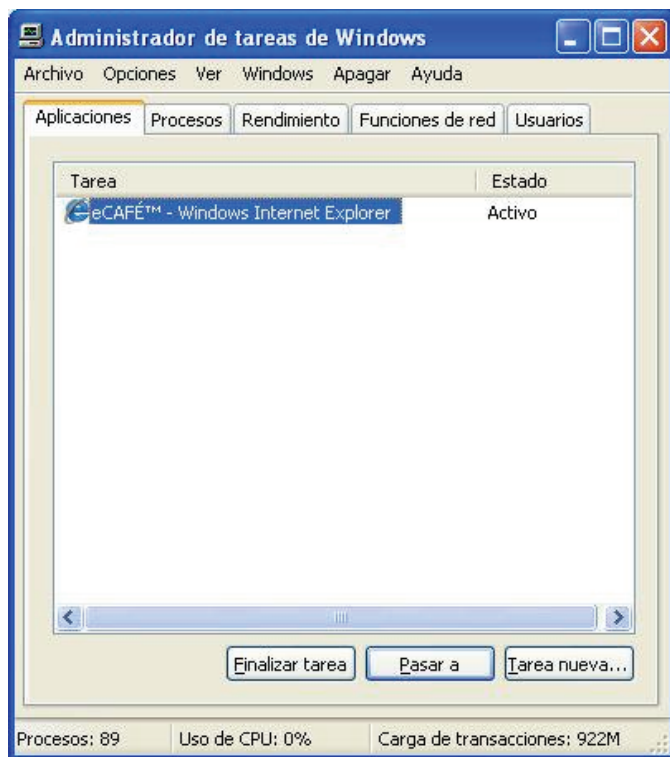 Administrador de tareas de Windows
Archivo Opciones Ver Windows Apagar Ayuda
Aplicaciones Procesos Rendimiento Funciones de red Usuarios
Tarea Estado
eCAFÉ™ - Windows Internet Explorer Activo
Finalizar tarea Pasar a Tarea nueva...
Procesos: 89 Uso de CPU: 0% Carga de transacciones: 922M